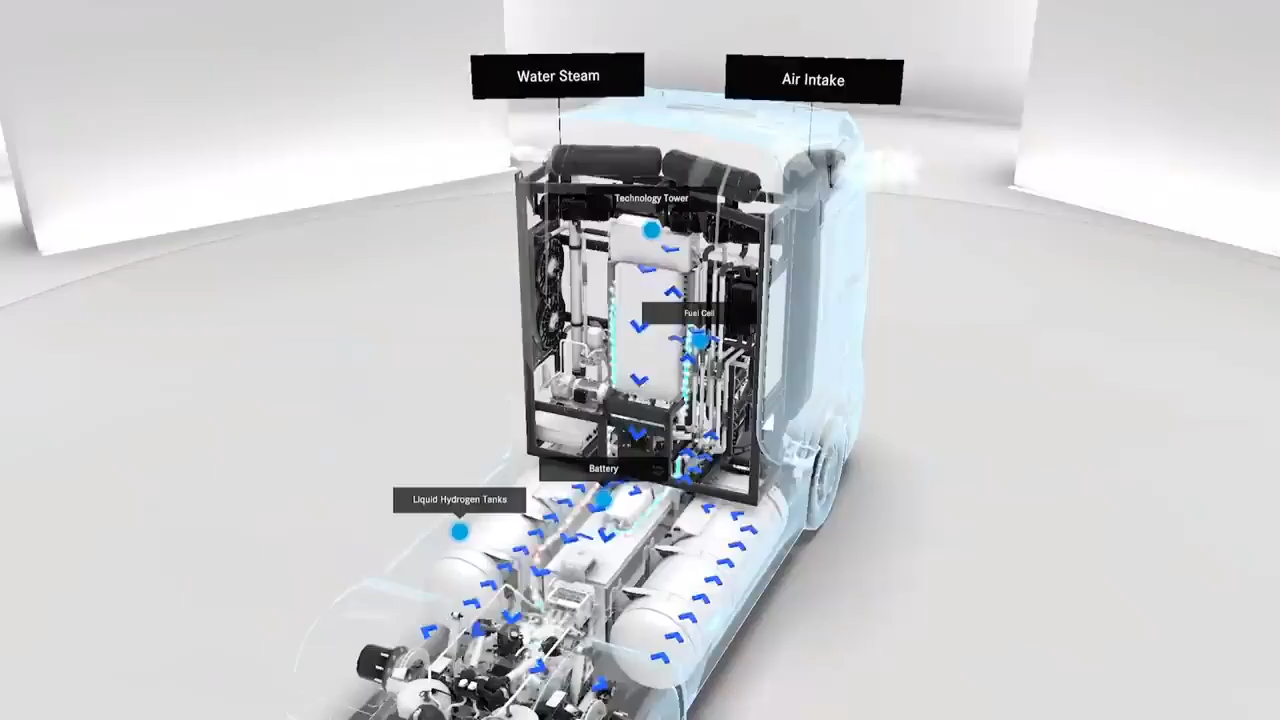 Water Steam
Air Intake
Technology Tower
Fuel Cell
Battery
Liquid Hydrogen Tanks